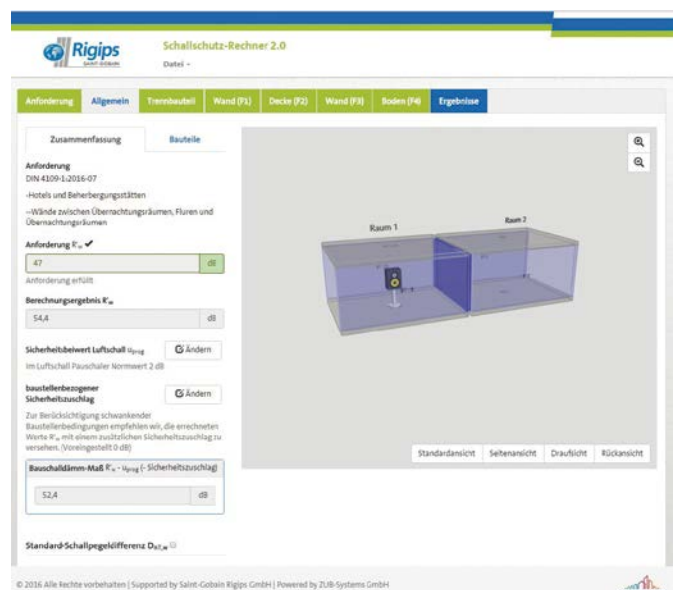 Rigips
SAINT-GOBAIN
Schallschutz-Rechner 2.0
Datei -
Anforderung Allgemein Trennbauteil Wand (F1) Decke (F2) Wand (F3) Boden (F4) Ergebnisse
Zusammenfassung Bauteile
Anforderung
DIN 4109-1:2016-07
-Hotels und Beherbergungsstätten
--Wände zwischen Übernachtungsräumen, Fluren und
Übernachtungsräumen
Anforderung R'w ✔
47 dB
Anforderung erfüllt
Berechnungsergebnis R'w
54,4 dB
Sicherheitsbeiwert Luftschall uprog Ändern
Im Luftschall Pauschaler Normwert 2 dB
baustellenbezogener
Sicherheitszuschlag Ändern
Zur Berücksichtigung schwankender
Baustellenbedingungen empfehlen wir, die errechneten
Werte R'w mit einem zusätzlichen Sicherheitszuschlag zu
versehen. (Voreingestellt 0 dB)
Bauschalldämm-Maß R'w - uprog (- Sicherheitszuschlag)
52,4 dB
Standard-Schallpegeldifferenz DnT,w
Raum 1
Raum 2
Standardansicht Seitenansicht Draufsicht Rückansicht
© 2016 Alle Rechte vorbehalten | Supported by Saint-Gobain Rigips GmbH | Powered by ZUB-Systems GmbH